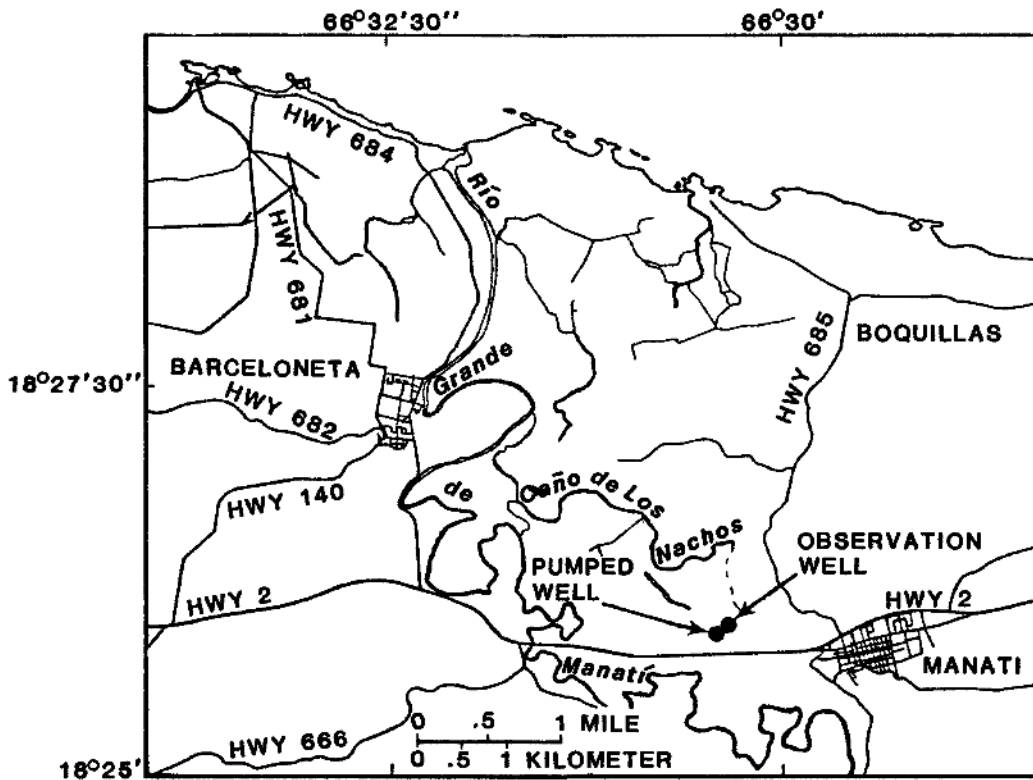 66°32'30"
66°30'
HWY 684
Río
HWY 681
BOQUILLAS
HWY 685
BARCELONETA
Grande
18°27'30"
HWY 682
de
Caño de Los
HWY 140
Nachos
OBSERVATION
WELL
PUMPED
WELL
HWY 2
HWY 2
Manatí
MANATI
0 .5 1 MILE
0 .5 1 KILOMETER
HWY 666
18°25'